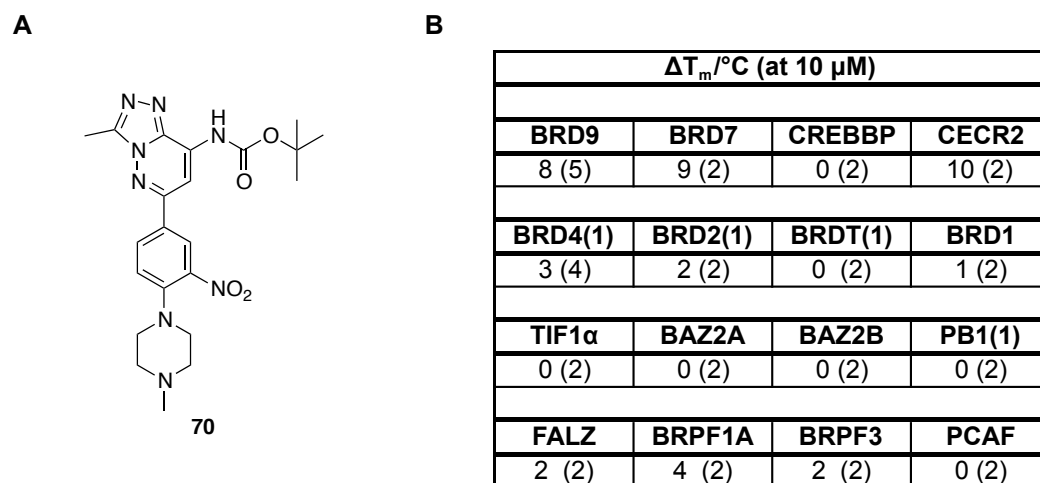 A
B
N
N
N
N
H
N
O
O
NO2
N
N
70
ΔTm/°C (at 10 μM)
BRD9 BRD7 CREBBP CECR2
8 (5) 9 (2) 0 (2) 10 (2)
BRD4(1) BRD2(1) BRDT(1) BRD1
3 (4) 2 (2) 0 (2) 1 (2)
TIF1α BAZ2A BAZ2B PB1(1)
0 (2) 0 (2) 0 (2) 0 (2)
FALZ BRPF1A BRPF3 PCAF
2 (2) 4 (2) 2 (2) 0 (2)